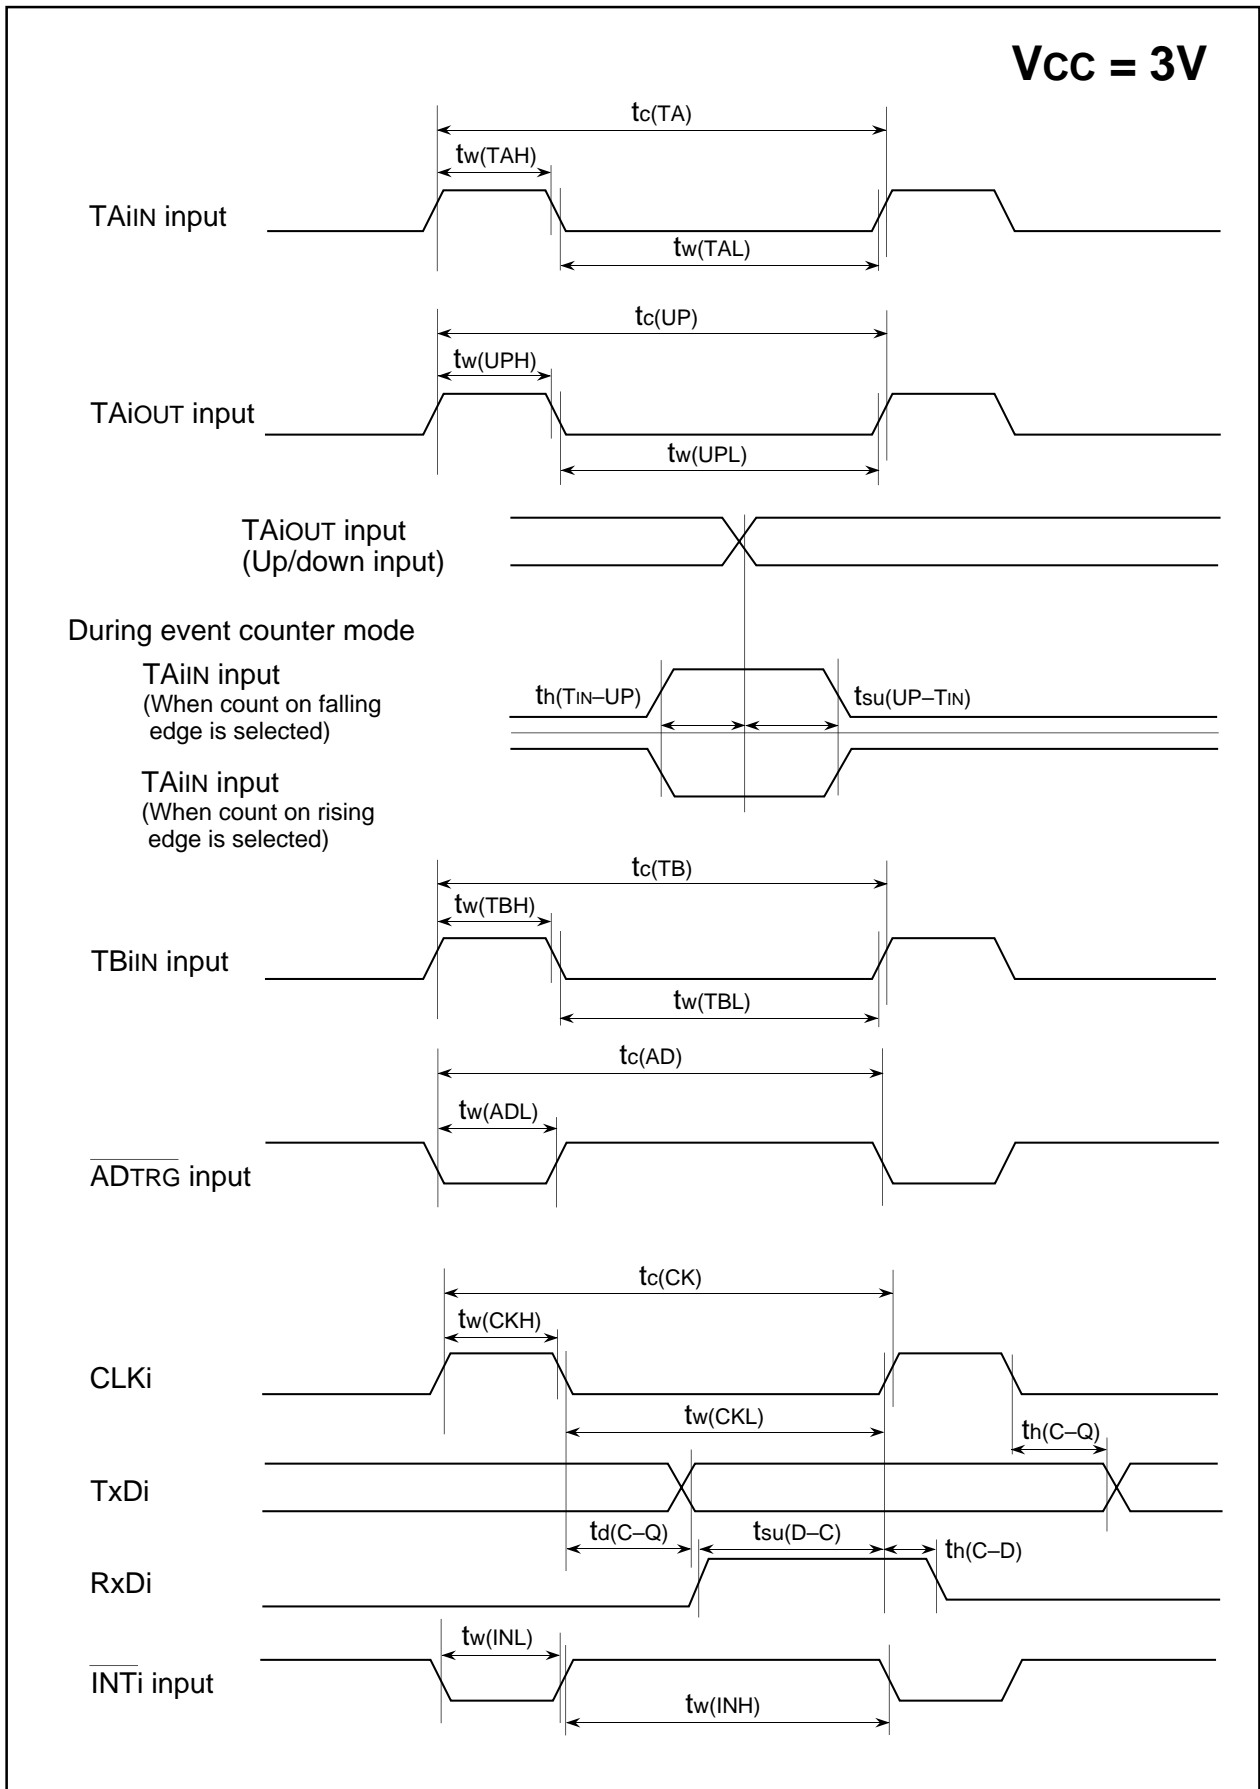 VCC = 3V
tc(TA)
tw(TAH)
TAiIN input
tw(TAL)
tc(UP)
tw(UPH)
TAiOUT input
tw(UPL)
TAiOUT input
(Up/down input)
During event counter mode
TAiIN input
(When count on falling
edge is selected)
th(TIN–UP)
tsu(UP–TIN)
TAiIN input
(When count on rising
edge is selected)
tc(TB)
tw(TBH)
TBiIN input
tw(TBL)
tc(AD)
tw(ADL)
ADTRG input
tc(CK)
tw(CKH)
CLKi
tw(CKL)
th(C–Q)
TxDi
td(C–Q)
tsu(D–C)
th(C–D)
RxDi
tw(INL)
INTi input
tw(INH)